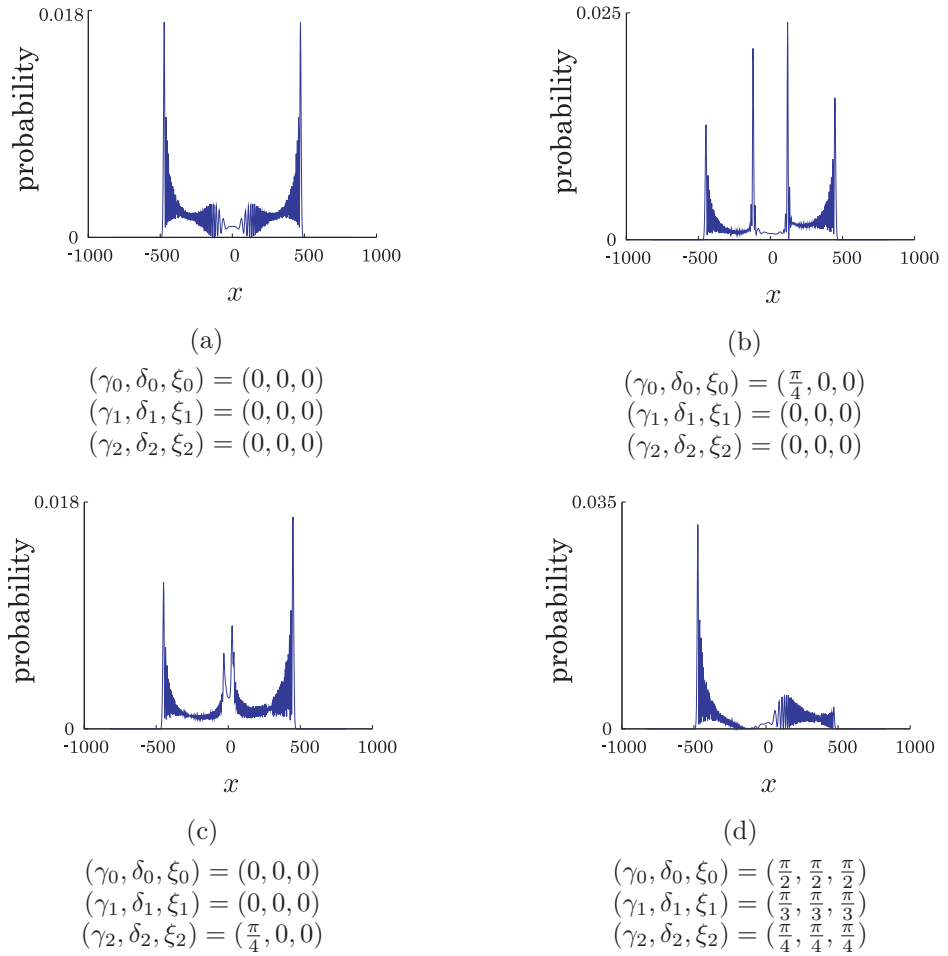 0.018
probability
0
-1000 -500 0 500 1000
x
(a)
(γ₀, δ₀, ξ₀) = (0, 0, 0)
(γ₁, δ₁, ξ₁) = (0, 0, 0)
(γ₂, δ₂, ξ₂) = (0, 0, 0)
0.025
probability
0
-1000 -500 0 500 1000
x
(b)
(γ₀, δ₀, ξ₀) = (π/4, 0, 0)
(γ₁, δ₁, ξ₁) = (0, 0, 0)
(γ₂, δ₂, ξ₂) = (0, 0, 0)
0.018
probability
0
-1000 -500 0 500 1000
x
(c)
(γ₀, δ₀, ξ₀) = (0, 0, 0)
(γ₁, δ₁, ξ₁) = (0, 0, 0)
(γ₂, δ₂, ξ₂) = (π/4, 0, 0)
0.035
probability
0
-1000 -500 0 500 1000
x
(d)
(γ₀, δ₀, ξ₀) = (π/2, π/2, π/2)
(γ₁, δ₁, ξ₁) = (π/3, π/3, π/3)
(γ₂, δ₂, ξ₂) = (π/4, π/4, π/4)